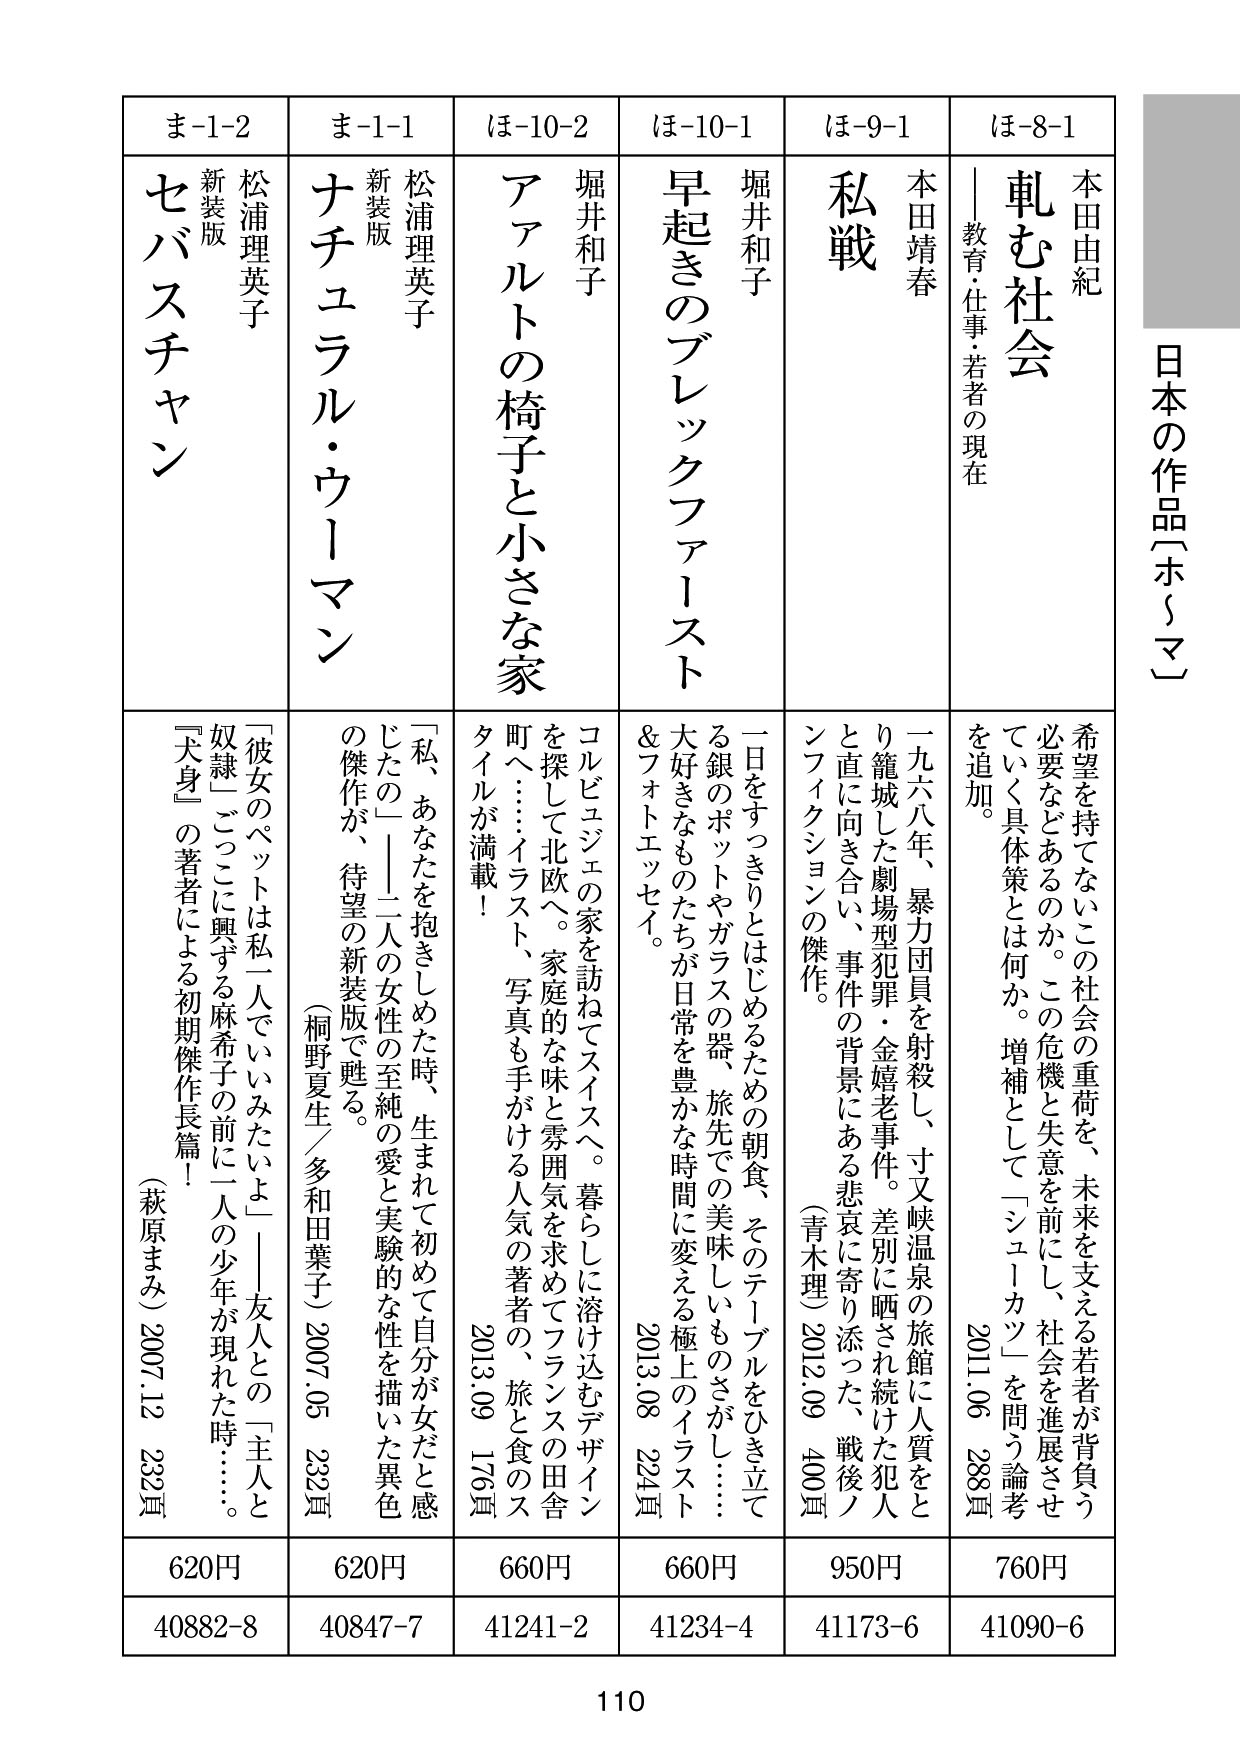 日本の作品〔ホ～マ〕
ほ-8-1
本田由紀
軋む社会
――教育・仕事・若者の現在
希望を持てないこの社会の重荷を、未来を支える若者が背負う
必要などあるのか。この危機と失意を前にし、社会を進展させ
ていく具体策とは何か。増補として「シューカツ」を問う論考
を追加。
2011.06 288頁
760円
41090-6
ほ-9-1
本田靖春
私戦
一九六八年、暴力団員を射殺し、寸又峡温泉の旅館に人質をと
り籠城した劇場型犯罪・金嬉老事件。差別に晒され続けた犯人
と直に向き合い、事件の背景にある悲哀に寄り添った、戦後ノ
ンフィクションの傑作。
（青木理）2012.09 400頁
950円
41173-6
ほ-10-1
堀井和子
早起きのブレックファースト
一日をすっきりとはじめるための朝食、そのテーブルをひき立て
る銀のポットやガラスの器、旅先での美味しいものさがし……
大好きなものたちが日常を豊かな時間に変える極上のイラスト
＆フォトエッセイ。
2013.08 224頁
660円
41234-4
ほ-10-2
堀井和子
アァルトの椅子と小さな家
コルビュジェの家を訪ねてスイスへ。暮らしに溶け込むデザイン
を探して北欧へ。家庭的な味と雰囲気を求めてフランスの田舎
町へ……イラスト、写真も手がける人気の著者の、旅と食のス
タイルが満載！
2013.09 176頁
660円
41241-2
ま-1-1
松浦理英子
新装版
ナチュラル・ウーマン
「私、あなたを抱きしめた時、生まれて初めて自分が女だと感
じたの」――二人の女性の至純の愛と実験的な性を描いた異色
の傑作が、待望の新装版で甦る。
（桐野夏生／多和田葉子）2007.05 232頁
620円
40847-7
ま-1-2
松浦理英子
新装版
セバスチャン
「彼女のペットは私一人でいいみたいよ」――友人との「主人と
奴隷」ごっこに興ずる麻希子の前に一人の少年が現れた時……。
『犬身』の著者による初期傑作長篇！
（萩原まみ）2007.12 232頁
620円
40882-8
110